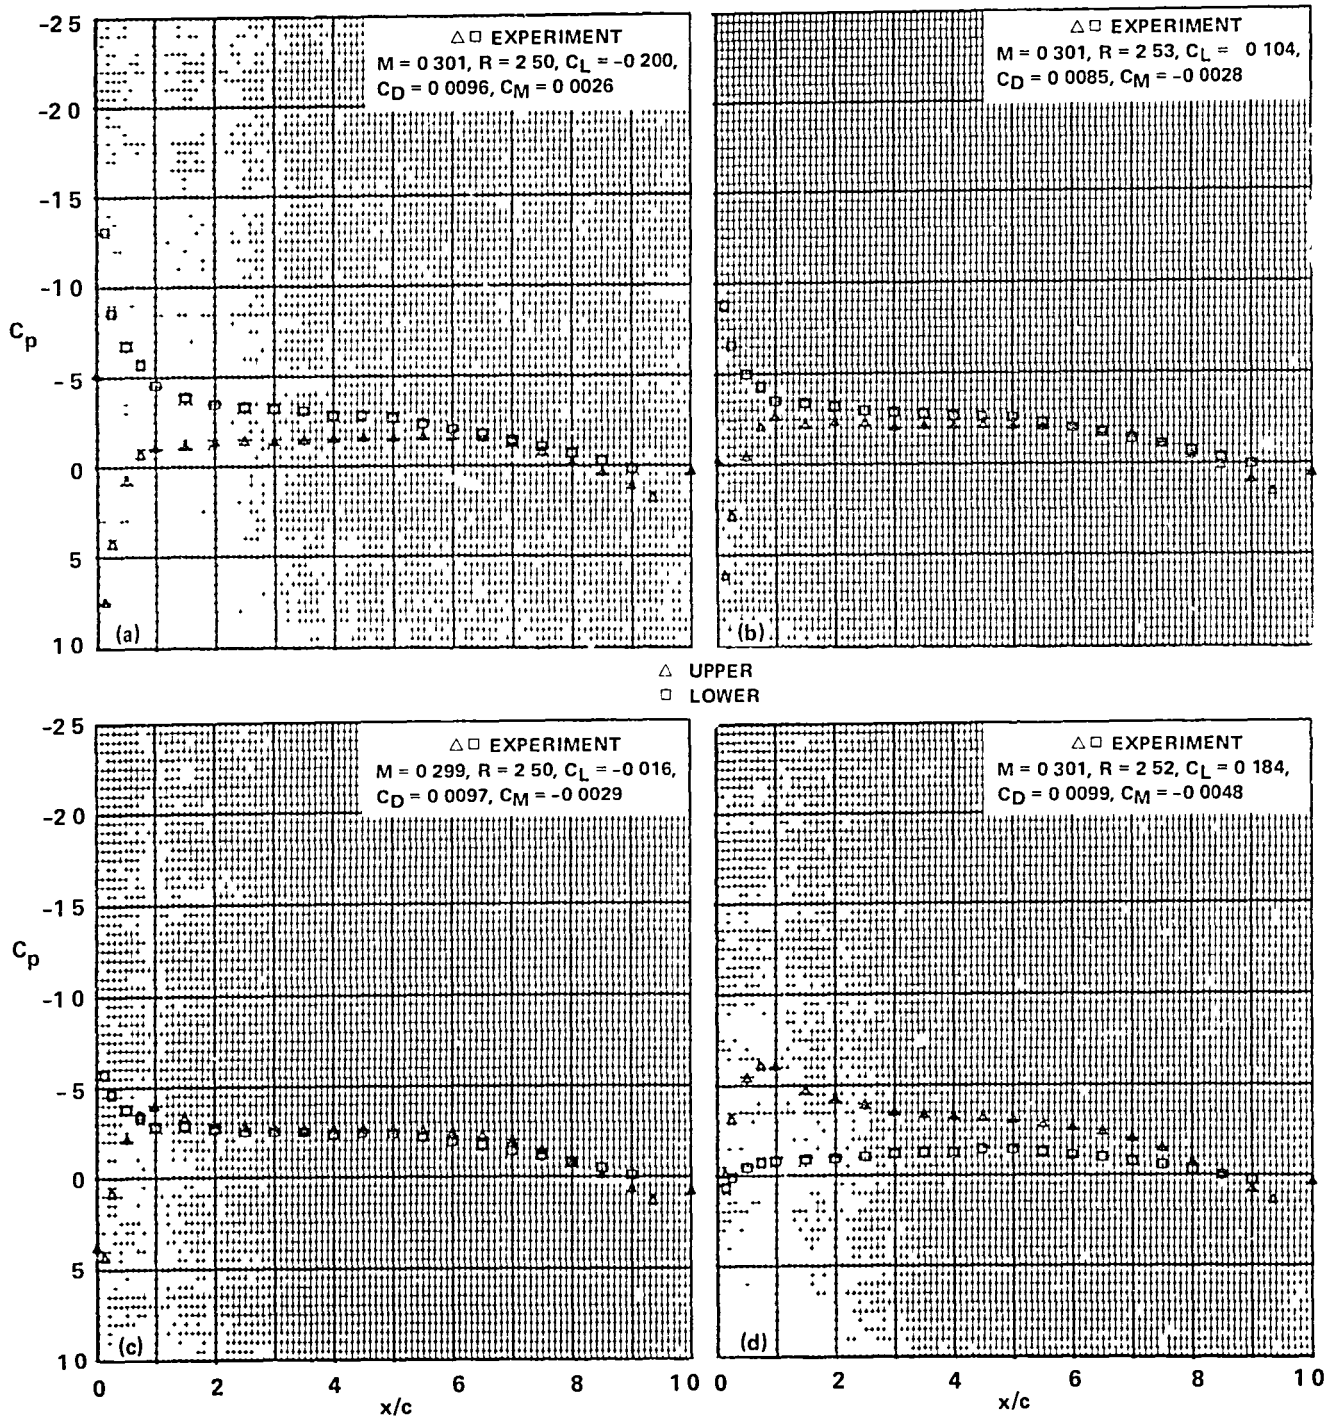 △ □ EXPERIMENT
M = 0 301, R = 2 50, CL = -0 200,
CD = 0 0096, CM = 0 0026
△ □ EXPERIMENT
M = 0 301, R = 2 53, CL = 0 104,
CD = 0 0085, CM = -0 0028
-2 5
-2 0
-1 5
-1 0
Cp
- 5
0
5
1 0
(a)
(b)
△ UPPER
□ LOWER
△ □ EXPERIMENT
M = 0 299, R = 2 50, CL = -0 016,
CD = 0 0097, CM = -0 0029
△ □ EXPERIMENT
M = 0 301, R = 2 52, CL = 0 184,
CD = 0 0099, CM = -0 0048
-2 5
-2 0
-1 5
Cp
-1 0
- 5
0
5
1 0
(c)
(d)
0 2 4 6 8 1 0
0 2 4 6 8 1 0
x/c
x/c